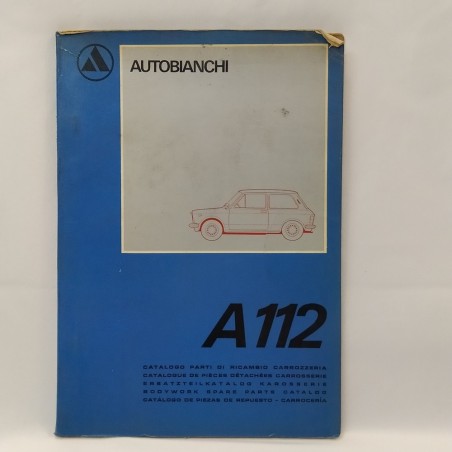 AUTOBIANCHI
A112
CATALOGO PARTI DI RICAMBIO CARROZZERIA
CATALOGUE DE PIÈCES DÉTACHÉES CARROSSERIE
ERSATZTEILKATALOG KAROSSERIE
BODYWORK SPARE PARTS CATALOG
CATÁLOGO DE PIEZAS DE REPUESTO - CARROCERÍA